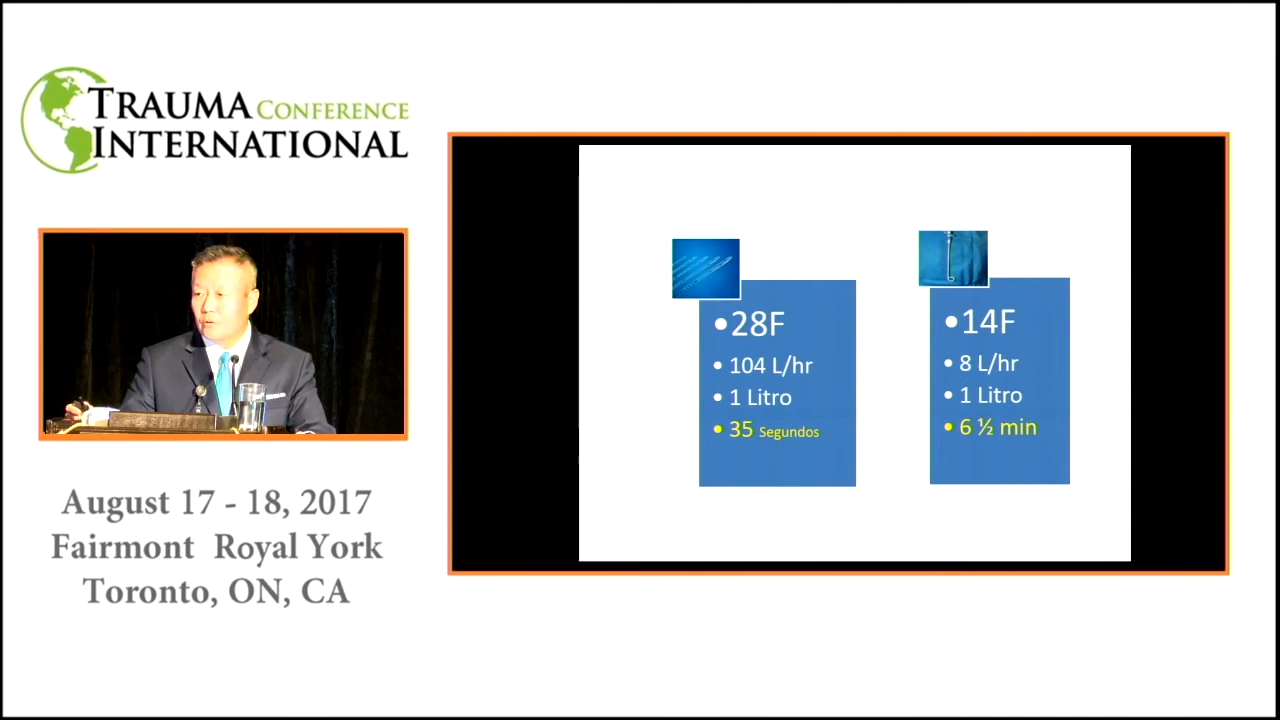 TRAUMA CONFERENCE
INTERNATIONAL
August 17 - 18, 2017
Fairmont Royal York
Toronto, ON, CA
•28F
• 104 L/hr
• 1 Litro
• 35 Segundos
•14F
• 8 L/hr
• 1 Litro
• 6 ½ min